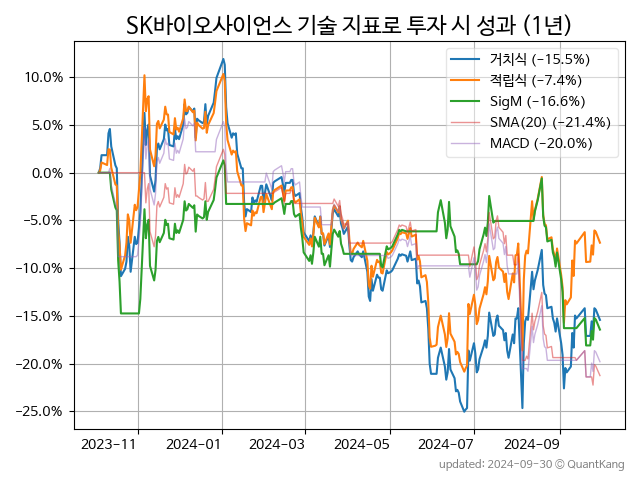 SK바이오사이언스 기술 지표로 투자 시 성과 (1년)
거치식 (−15.5%)
적립식 (−7.4%)
SigM (−16.6%)
SMA(20) (−21.4%)
MACD (−20.0%)
10.0%
5.0%
0.0%
−5.0%
−10.0%
−15.0%
−20.0%
−25.0%
2023-11
2024-01
2024-03
2024-05
2024-07
2024-09
updated: 2024-09-30 © QuantKang